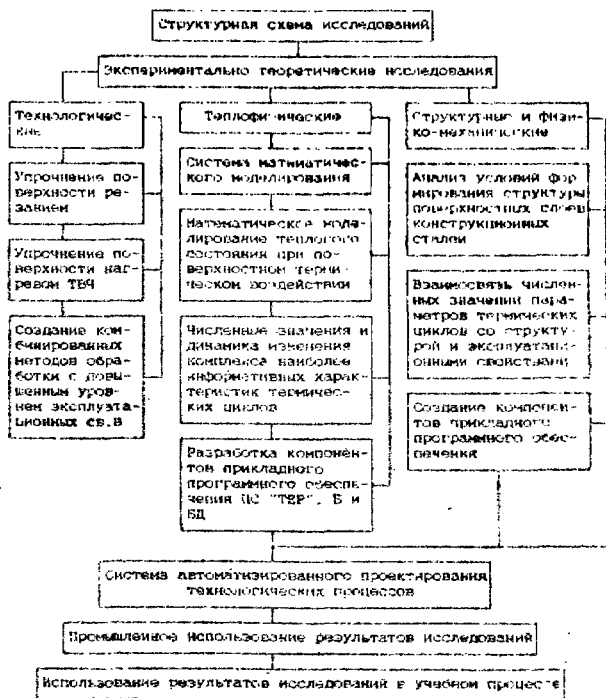 Структурная схема исследований
Экспериментально теоретические исследования
Технологичес-
кие
Упрочнение по-
верхности ре-
занием
Упрочнение по-
верхности наг-
ревом ТВЧ
Создание ком-
бинированных
методов обра-
ботки с повы-
шенным уров-
нем эксплуата-
ционных св.в
Теплофизические
Система математичес-
кого моделирования
Математическое моде-
лирование теплового
состояния при по-
верхностном терми-
ческом воздействии
Численные значения и
динамика изменения
комплекса наиболее
информативных харак-
теристик термичес-
ких циклов
Разработка компонен-
тов прикладного
программного обеспе-
чения ПС "ТВР", Б и
БД
Структурные и физи-
ко-механические
Анализ условий фор-
мирования структуры
поверхностных слоев
конструкционных
сталей
Взаимосвязь числен-
ных значений пара-
метров термических
циклов со структу-
рой и эксплуатаци-
онными свойствами
Создание компонен-
тов прикладного
программного обес-
печения
Система автоматизированного проектирования
технологических процессов
Промышленное использование результатов исследований
Использование результатов исследований в учебном процессе